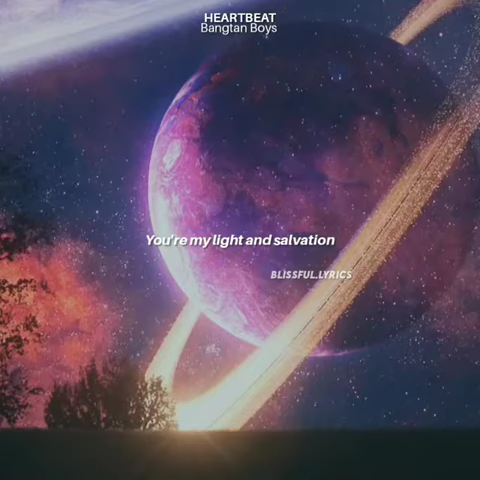 HEARTBEAT
Bangtan Boys
You're my light and salvation
BLISSFUL.LYRICS